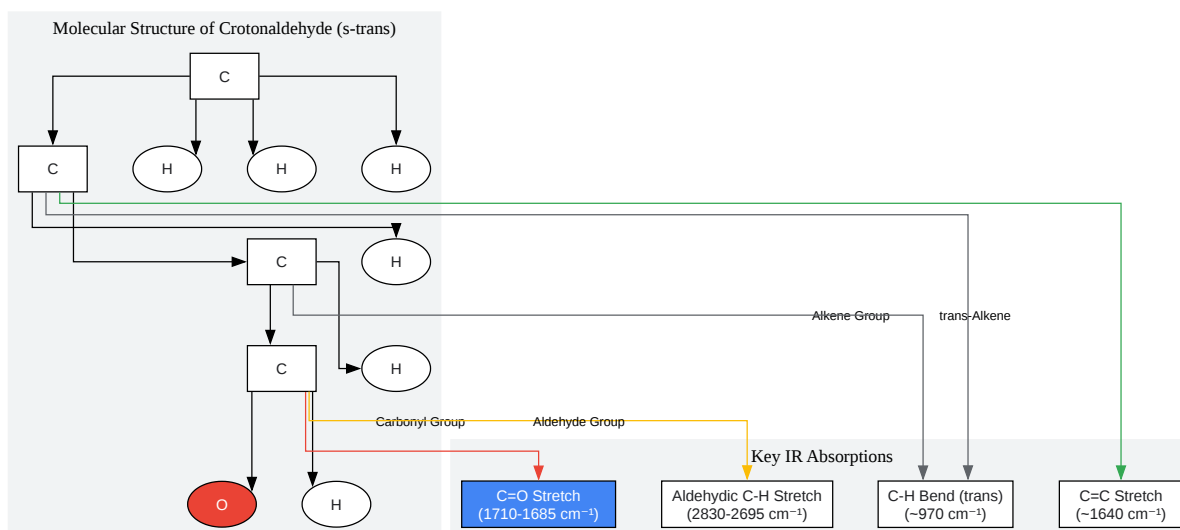 Molecular Structure of Crotonaldehyde (s-trans)
C
C
H
H
H
H
C
Alkene Group
trans-Alkene
C
H
Carbonyl Group
Aldehyde Group
Key IR Absorptions
O
H
C=O Stretch
(1710-1685 cm⁻¹)
Aldehydic C-H Stretch
(2830-2695 cm⁻¹)
C-H Bend (trans)
(~970 cm⁻¹)
C=C Stretch
(~1640 cm⁻¹)